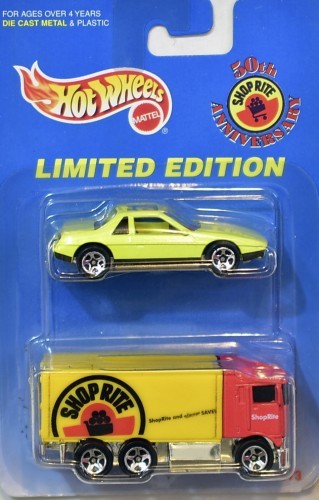 FOR AGES OVER 4 YEARS
DIE CAST METAL & PLASTIC
Hot Wheels
MATTEL
®
50th
SHOP RITE
ANNIVERSARY
LIMITED EDITION
SHOP RITE
ShopRite and
SAVE!
ShopRite